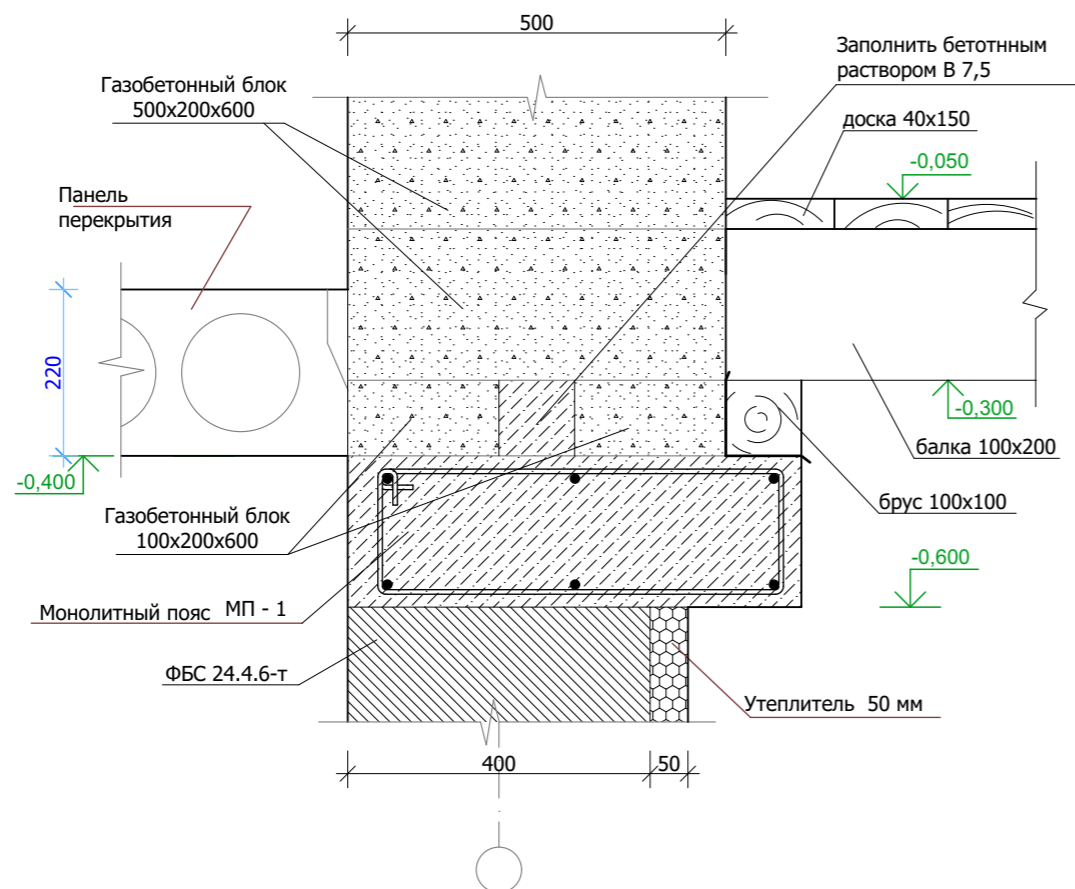 500
Заполнить бетотнным
раствором В 7,5
Газобетонный блок
500х200х600
доска 40х150
-0,050
Панель
перекрытия
220
-0,300
балка 100х200
-0,400
брус 100х100
Газобетонный блок
100х200х600
-0,600
Монолитный пояс МП - 1
ФБС 24.4.6-т
Утеплитель 50 мм
400
50